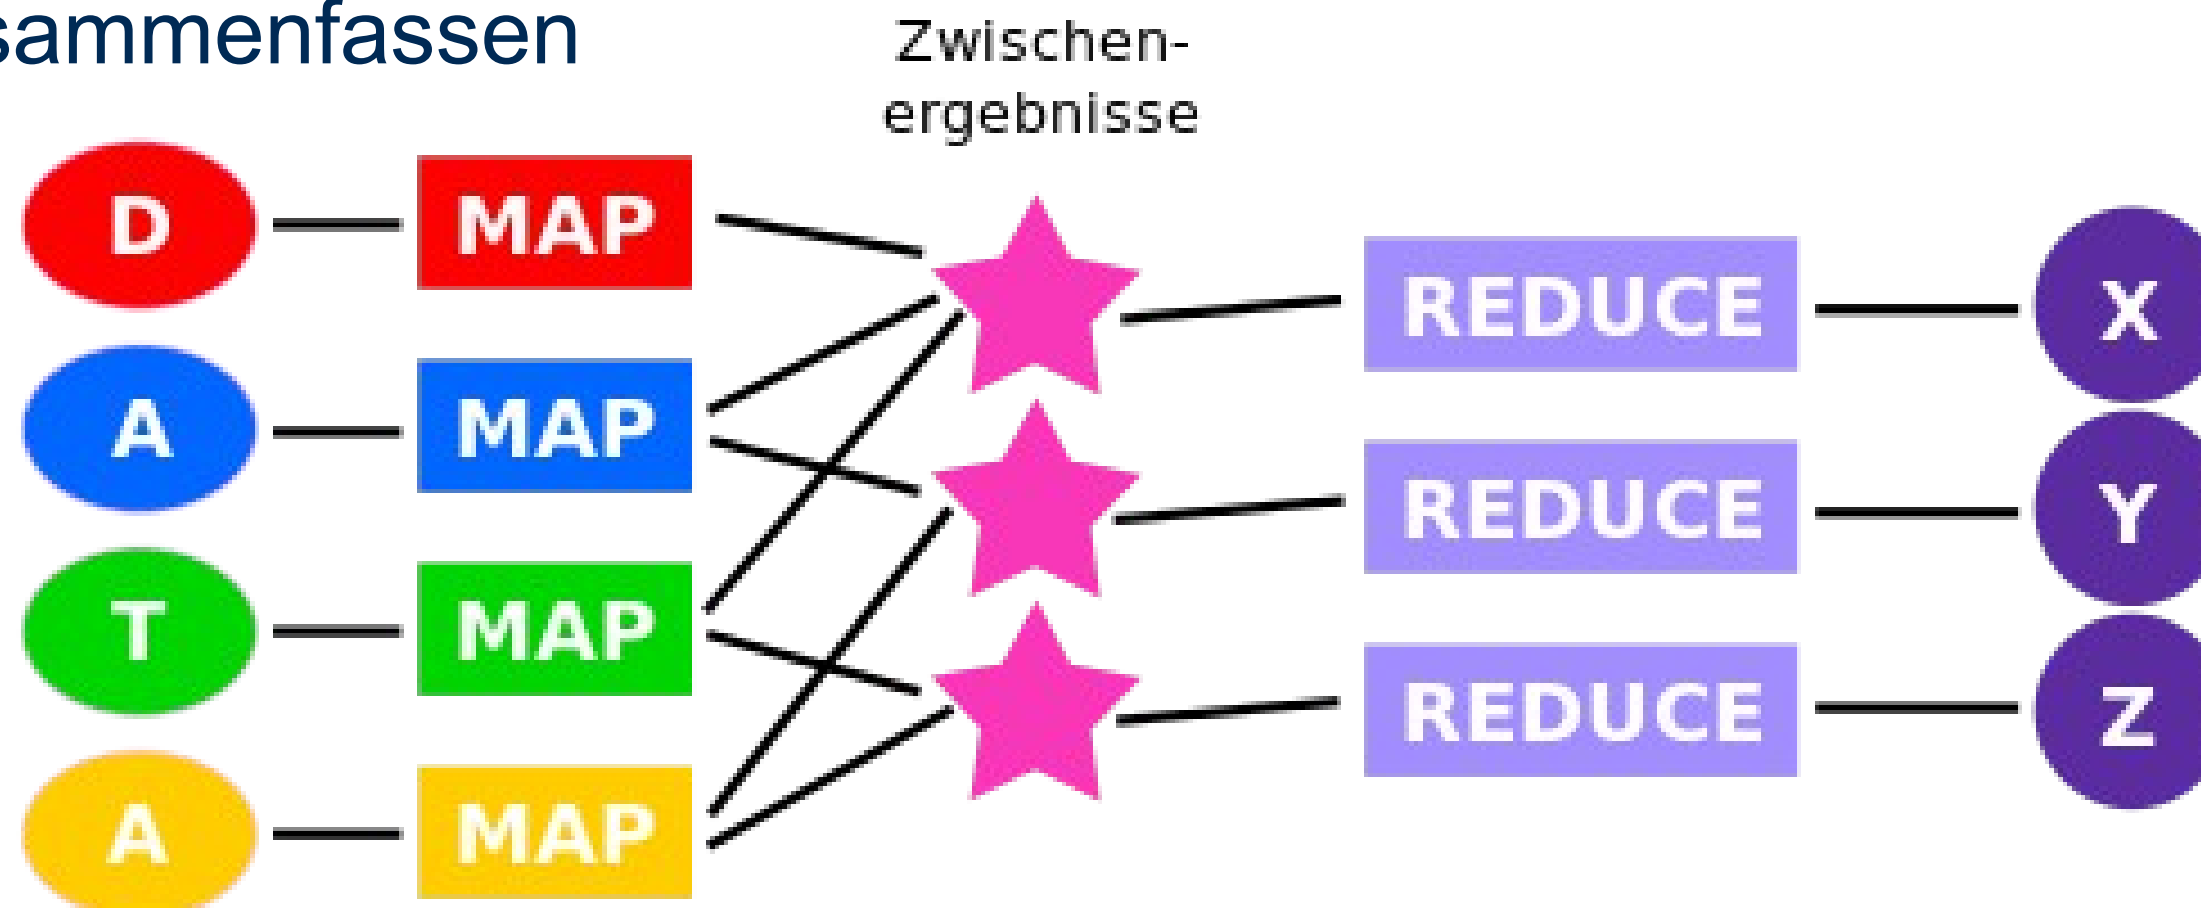 sammenfassen
Zwischen-
ergebnisse
D MAP
REDUCE X
A MAP
REDUCE Y
T MAP
REDUCE Z
A MAP